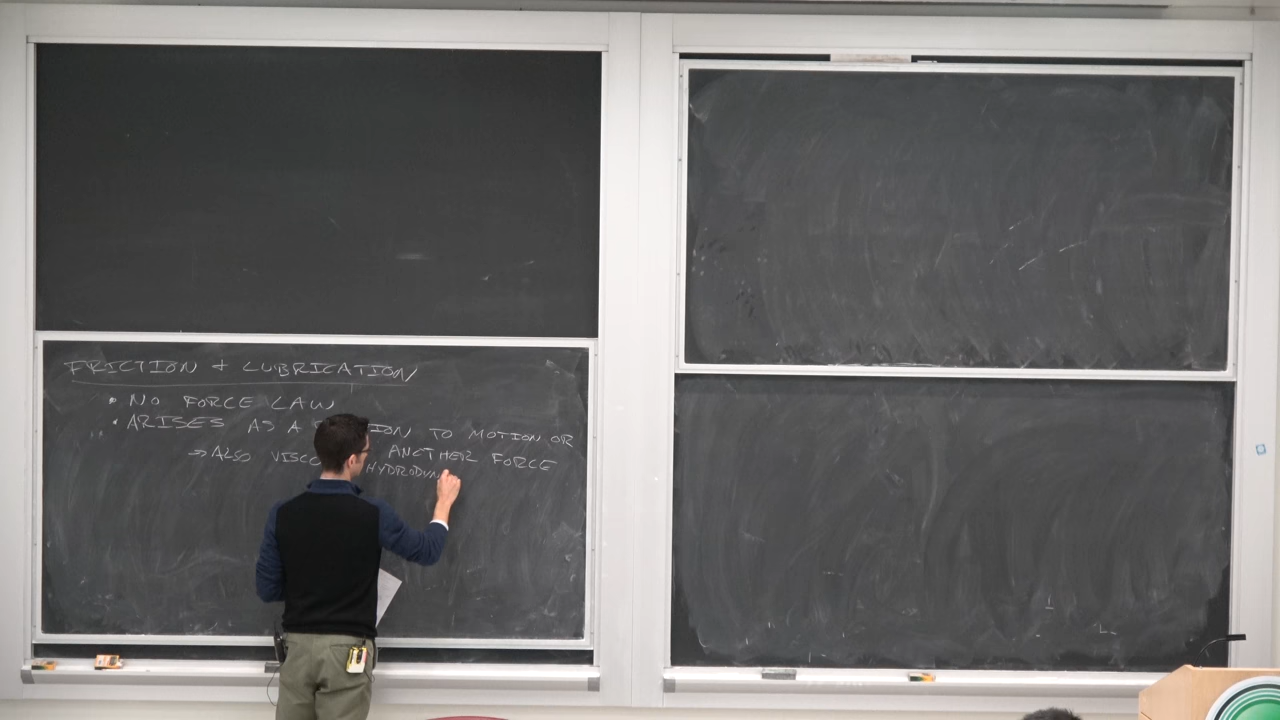 FRICTION + LUBRICATION
• NO FORCE LAW
• ARISES AS A TO MOTION OR
ANOTHER FORCE
→ ALSO HYDRODYN